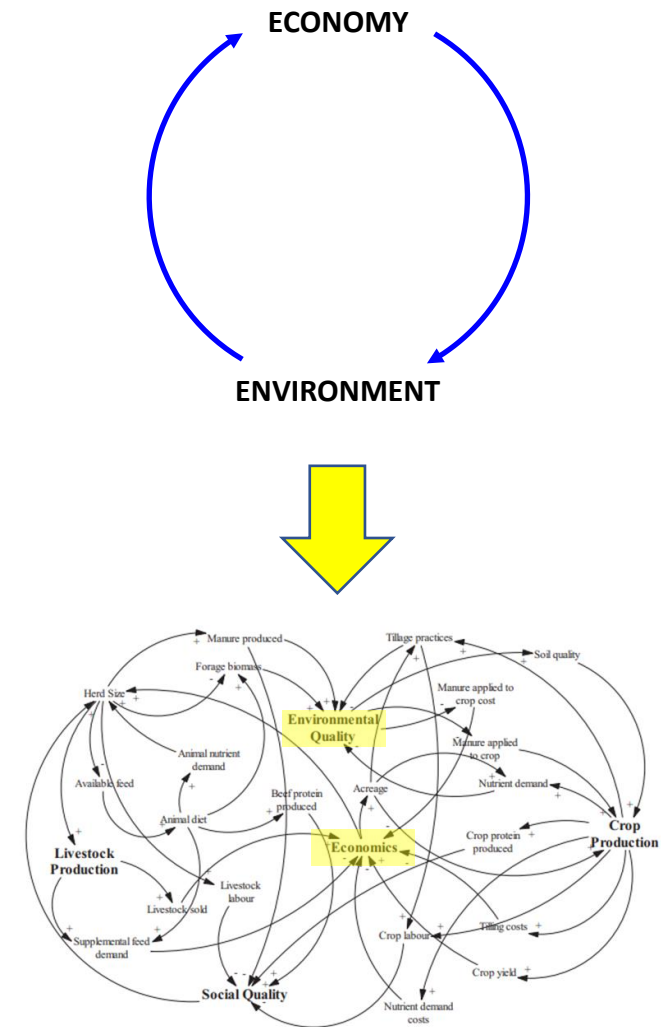 ECONOMY
ENVIRONMENT
Manure produced
Tillage practices
Soil quality
Forage biomass
Herd Size
Manure applied to
crop cost
Environmental
Quality
Manure applied
to crop
Animal nutrient
demand
Available feed
Nutrient demand
Beef protein
produced
Acreage
Animal diet
Crop
Production
Crop protein
produced
Economics
Livestock
Production
Livestock
labour
Livestock sold
Tilling costs
Crop labour
Supplemental feed
demand
Crop yield
Social Quality
Nutrient demand
costs